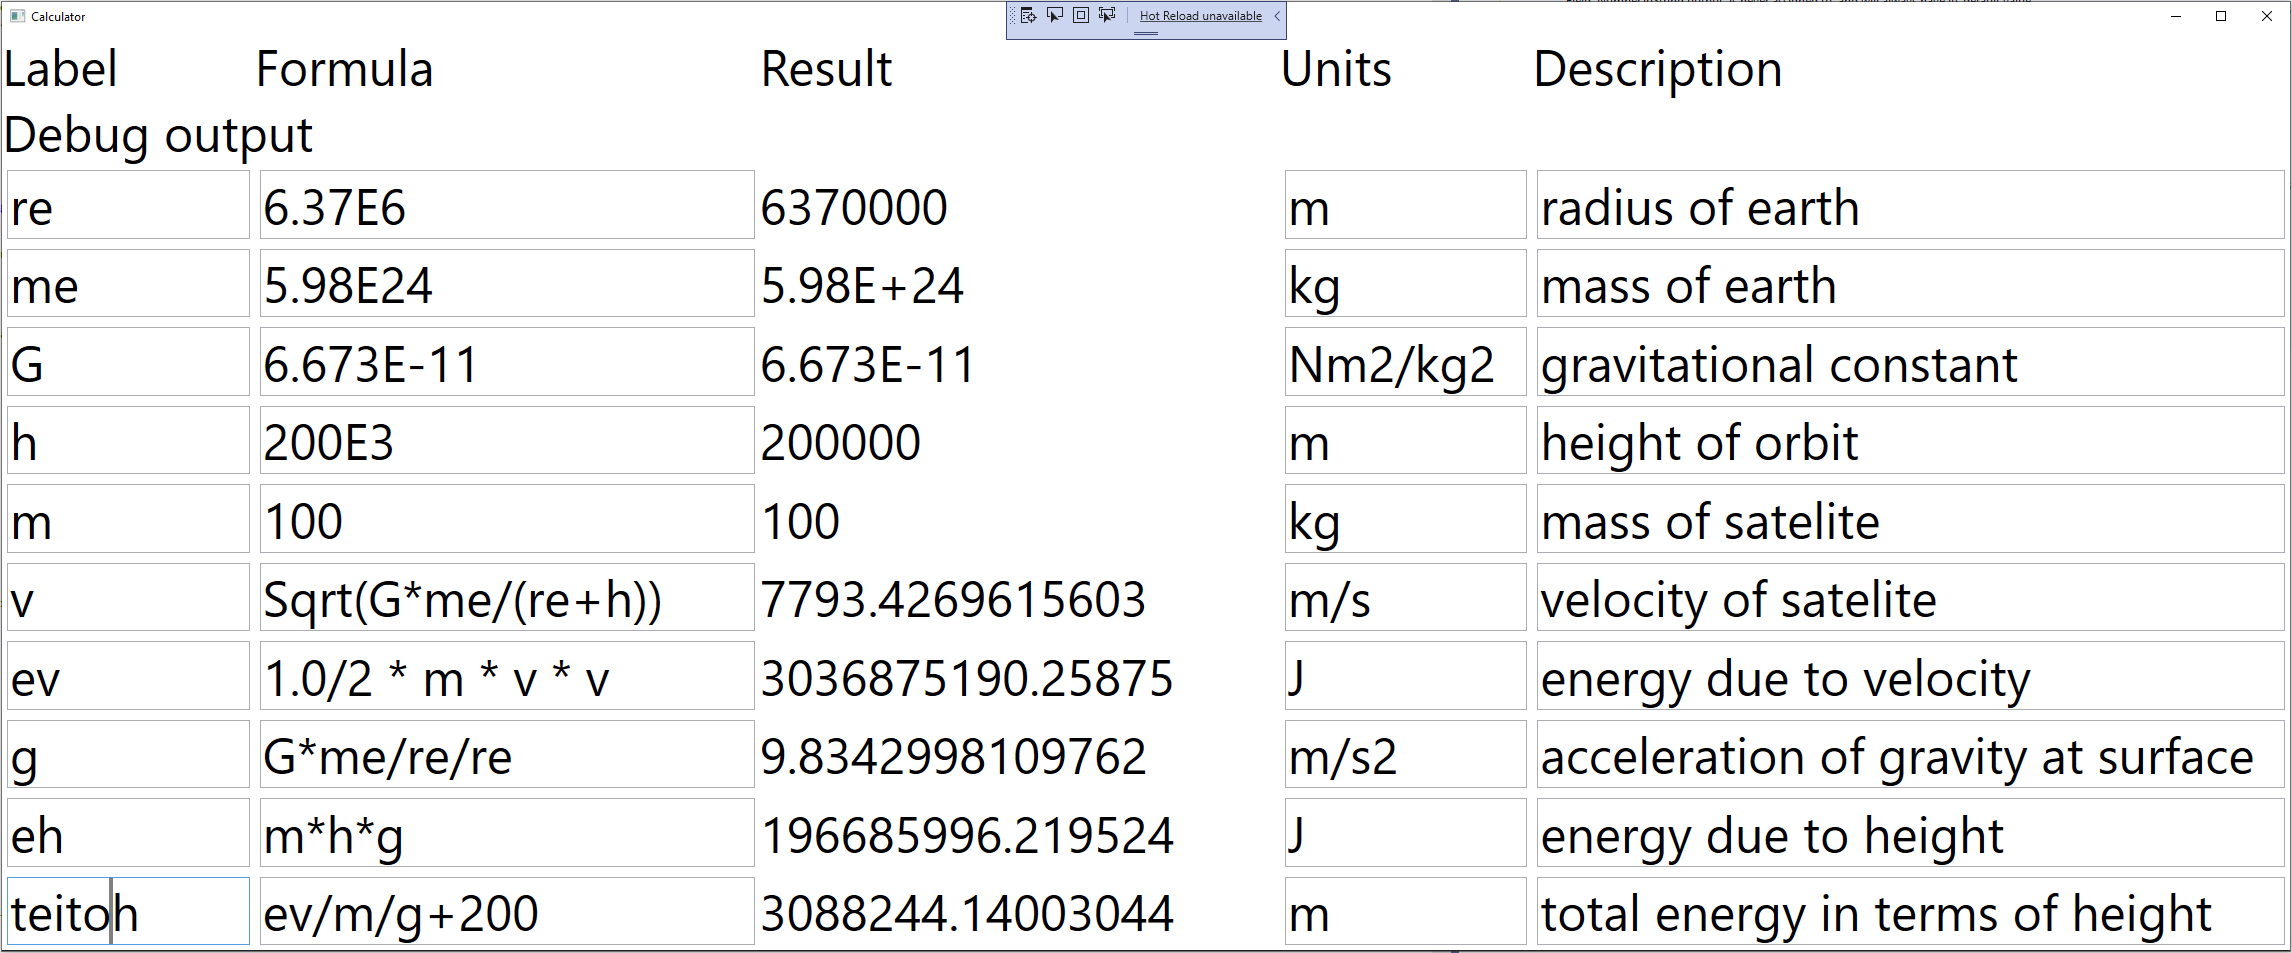 Calculator
Hot Reload unavailable
Label Formula Result Units Description
Debug output
re 6.37E6 6370000 m radius of earth
me 5.98E24 5.98E+24 kg mass of earth
G 6.673E-11 6.673E-11 Nm2/kg2 gravitational constant
h 200E3 200000 m height of orbit
m 100 100 kg mass of satelite
v Sqrt(G*me/(re+h)) 7793.4269615603 m/s velocity of satelite
ev 1.0/2 * m * v * v 3036875190.25875 J energy due to velocity
g G*me/re/re 9.8342998109762 m/s2 acceleration of gravity at surface
eh m*h*g 196685996.219524 J energy due to height
teitoh ev/m/g+200 3088244.14003044 m total energy in terms of height